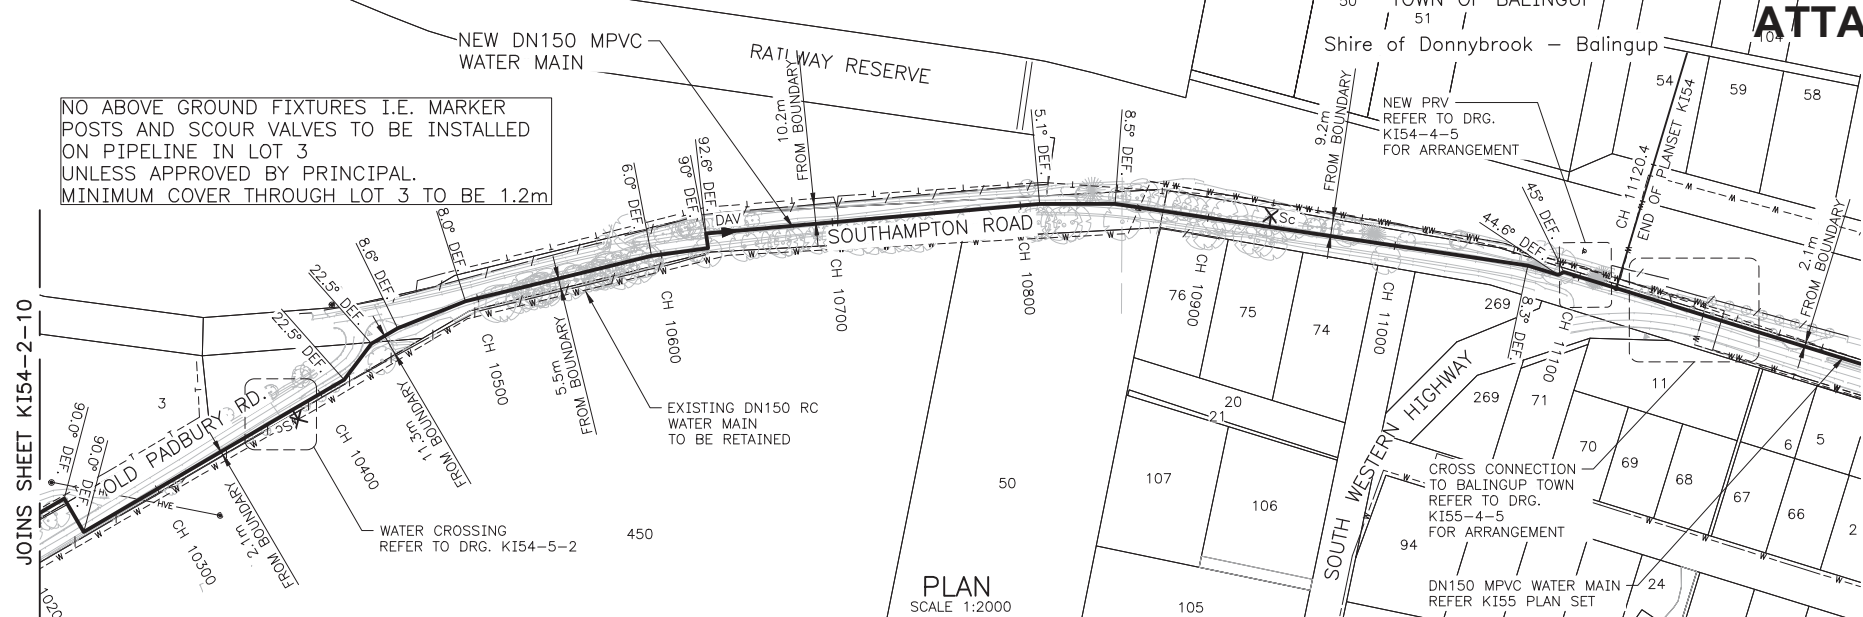 50 TOWN OF BALINGUP
51
ATTA
104
Shire of Donnybrook – Balingup
NEW DN150 MPVC
WATER MAIN
RAILWAY RESERVE
NO ABOVE GROUND FIXTURES I.E. MARKER
POSTS AND SCOUR VALVES TO BE INSTALLED
ON PIPELINE IN LOT 3
UNLESS APPROVED BY PRINCIPAL.
MINIMUM COVER THROUGH LOT 3 TO BE 1.2m
10.2m
FROM BOUNDARY
9.2m
FROM BOUNDARY
NEW PRV
REFER TO DRG.
KI54-4-5
FOR ARRANGEMENT
54
59
58
CH 11120.4
END OF PLANSET KI54
5.1° DEF.
8.5° DEF.
92.6° DEF.
90° DEF.
6.0° DEF.
8.0° DEF.
8.6° DEF.
22.5° DEF.
22.5° DEF.
45° DEF.
44.6° DEF.
8.3° DEF.
2.1m
FROM BOUNDARY
DAV
SOUTHAMPTON ROAD
Sc
JOINS SHEET KI54-2-10
3
OLD PADBURY RD.
Sc
90.0° DEF.
90.0° DEF.
H
HVE
CH 10300
CH 10400
CH 10500
CH 10600
CH 10700
CH 10800
CH 10900
CH 11000
CH 11100
1020
2.1m
FROM BOUNDARY
11.3m
FROM BOUNDARY
5.5m
FROM BOUNDARY
EXISTING DN150 RC
WATER MAIN
TO BE RETAINED
WATER CROSSING
REFER TO DRG. KI54-5-2
450
50
76
75
74
269
269
71
11
20
21
107
106
105
94
70
69
68
67
66
6
5
2
24
SOUTH WESTERN HIGHWAY
CROSS CONNECTION
TO BALINGUP TOWN
REFER TO DRG.
KI55-4-5
FOR ARRANGEMENT
DN150 MPVC WATER MAIN
REFER KI55 PLAN SET
PLAN
SCALE 1:2000